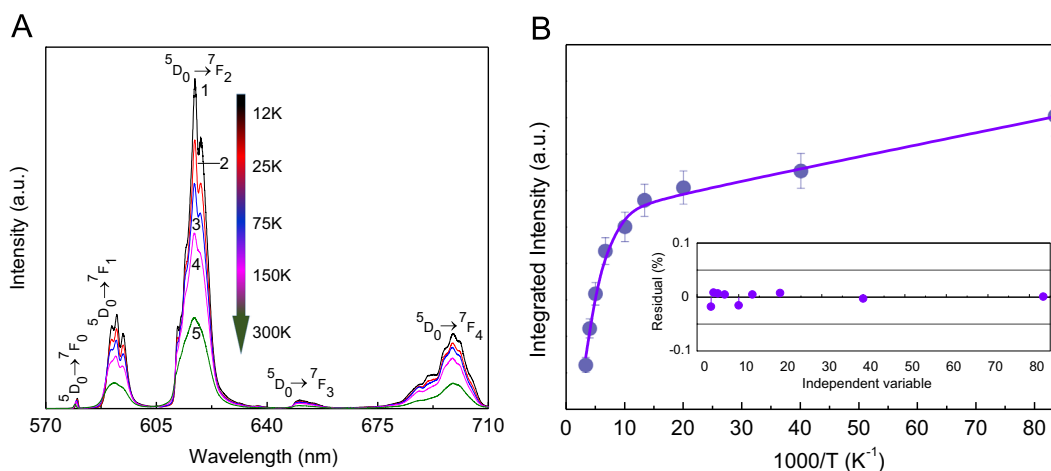 A
⁵D₀→⁷F₂
1
12K
2
25K
3
75K
4
150K
5
300K
⁵D₀→⁷F₀
⁵D₀→⁷F₁
⁵D₀→⁷F₃
⁵D₀→⁷F₄
Intensity (a.u.)
570 605 640 675 710
Wavelength (nm)
B
Integrated Intensity (a.u.)
0.1
0
-0.1
Residual (%)
0 10 20 30 40 50 60 70 80
Independent variable
0 10 20 30 40 50 60 70 80
1000/T (K⁻¹)